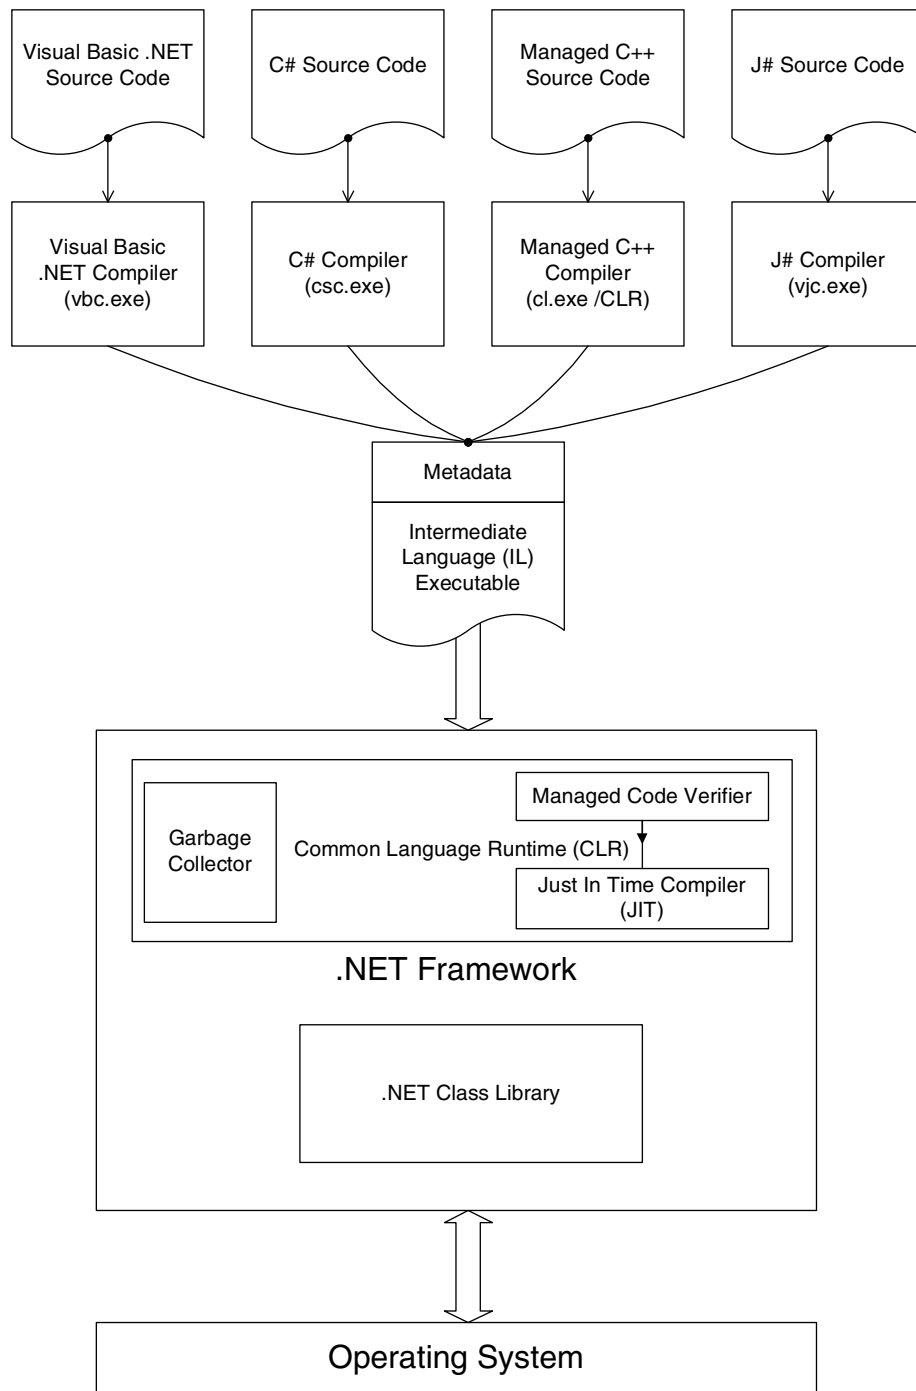 Visual Basic .NET
Source Code
C# Source Code
Managed C++
Source Code
J# Source Code
Visual Basic
.NET Compiler
(vbc.exe)
C# Compiler
(csc.exe)
Managed C++
Compiler
(cl.exe /CLR)
J# Compiler
(vjc.exe)
Metadata
Intermediate
Language (IL)
Executable
Garbage
Collector
Common Language Runtime (CLR)
Managed Code Verifier
Just In Time Compiler
(JIT)
.NET Framework
.NET Class Library
Operating System